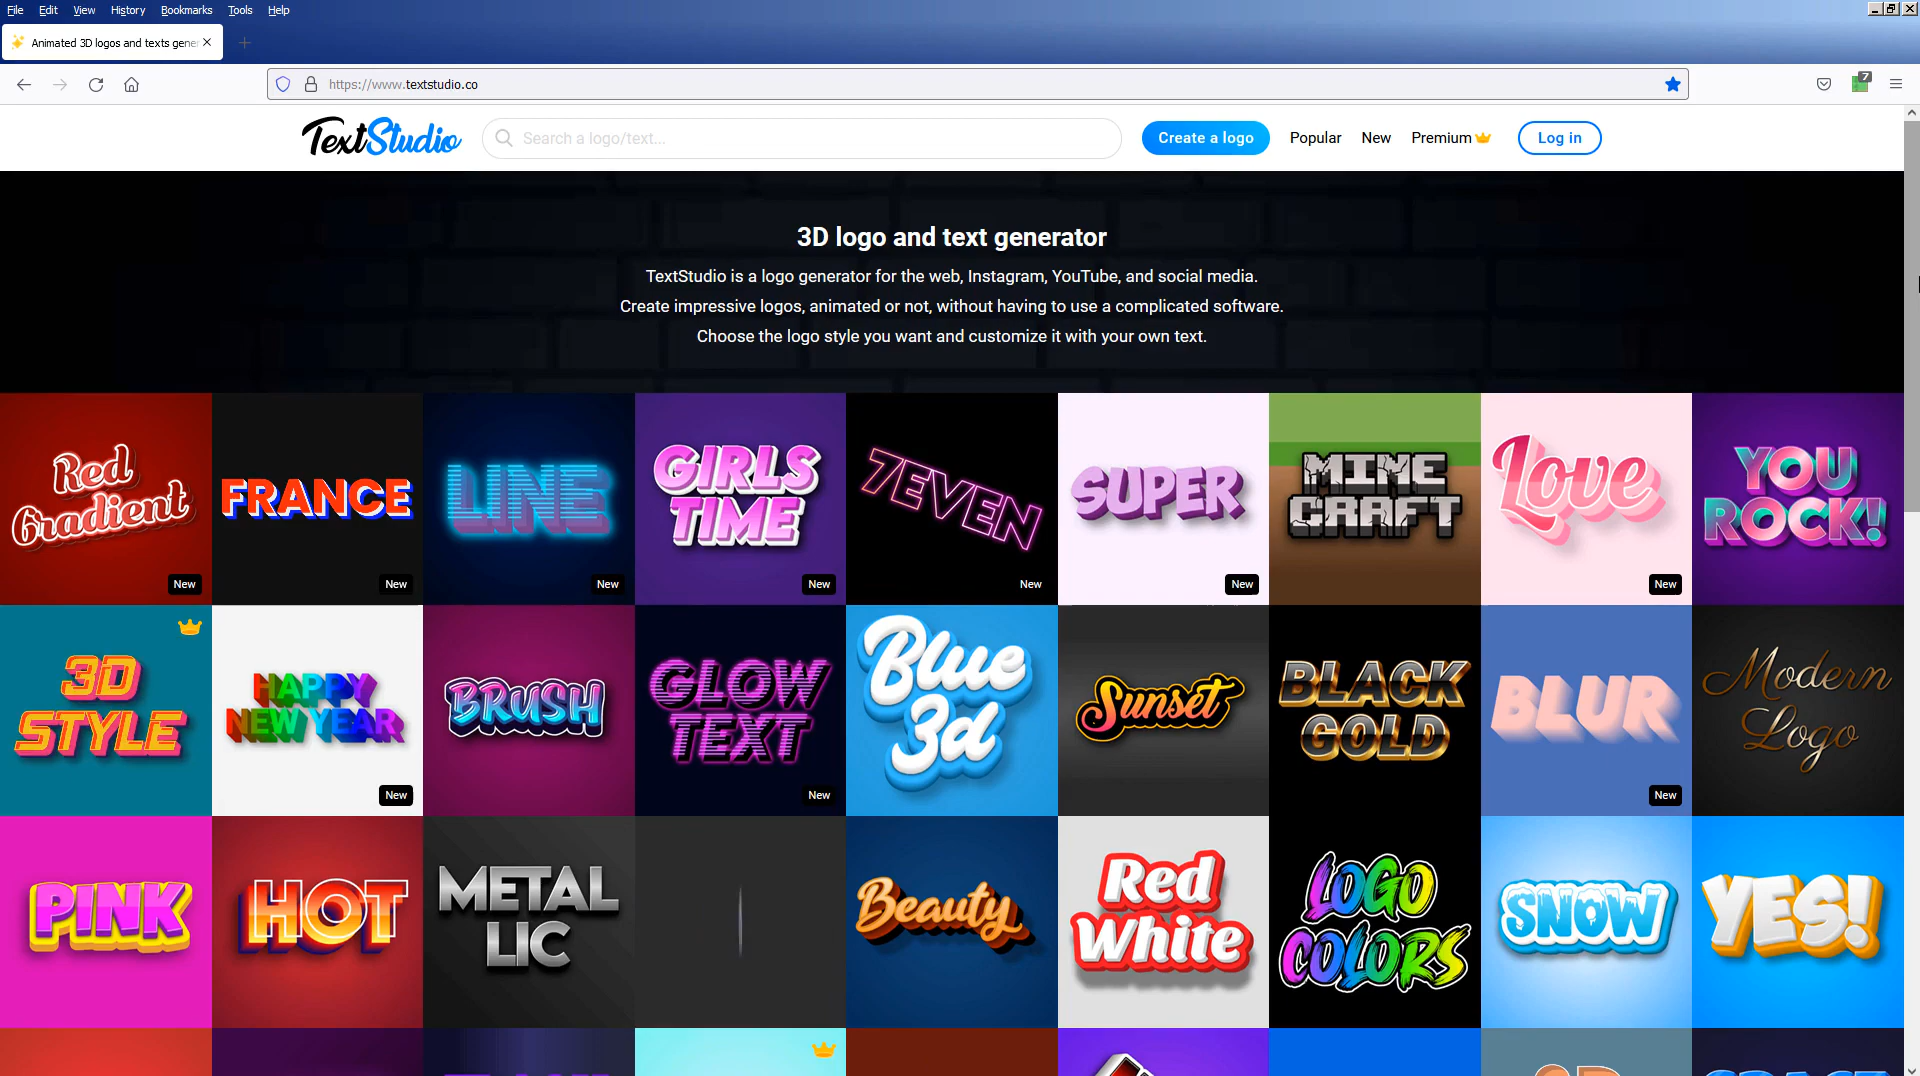 File Edit View History Bookmarks Tools Help
Animated 3D logos and texts gene
https://www.textstudio.co
7
TextStudio
Search a logo/text...
Create a logo
Popular
New
Premium
Log in
3D logo and text generator
TextStudio is a logo generator for the web, Instagram, YouTube, and social media.
Create impressive logos, animated or not, without having to use a complicated software.
Choose the logo style you want and customize it with your own text.
Red
Gradient
New
FRANCE
New
LINE
New
GIRLS
TIME
New
7EVEN
New
SUPER
New
MINE
CRAFT
Love
New
YOU
ROCK!
3D
STYLE
HAPPY
NEW YEAR
New
BRUSH
GLOW
TEXT
New
Blue
3d
Sunset
BLACK
GOLD
BLUR
New
Modern
Logo
PINK
HOT
METAL
LIC
Beauty
Red
White
LOGO
COLORS
SNOW
YES!